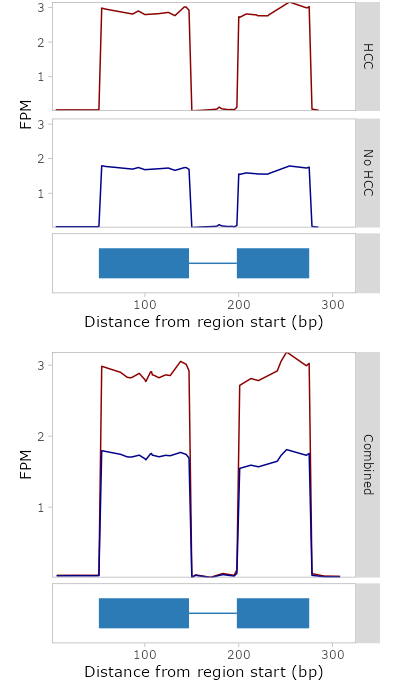 3
2
1
HCC
FPM
3
2
1
No HCC
100 200 300
Distance from region start (bp)
3
2
1
FPM
Combined
100 200 300
Distance from region start (bp)